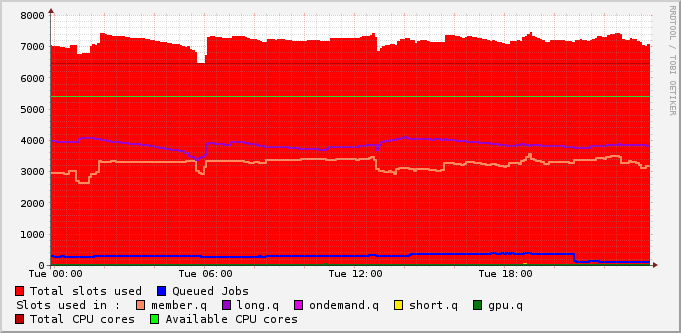 8000
7000
6000
5000
4000
3000
2000
1000
0
Tue 00:00 Tue 06:00 Tue 12:00 Tue 18:00
Total slots used Queued Jobs
Slots used in : member.q long.q ondemand.q short.q gpu.q
Total CPU cores Available CPU cores
RRDTOOL / TOBI OETIKER